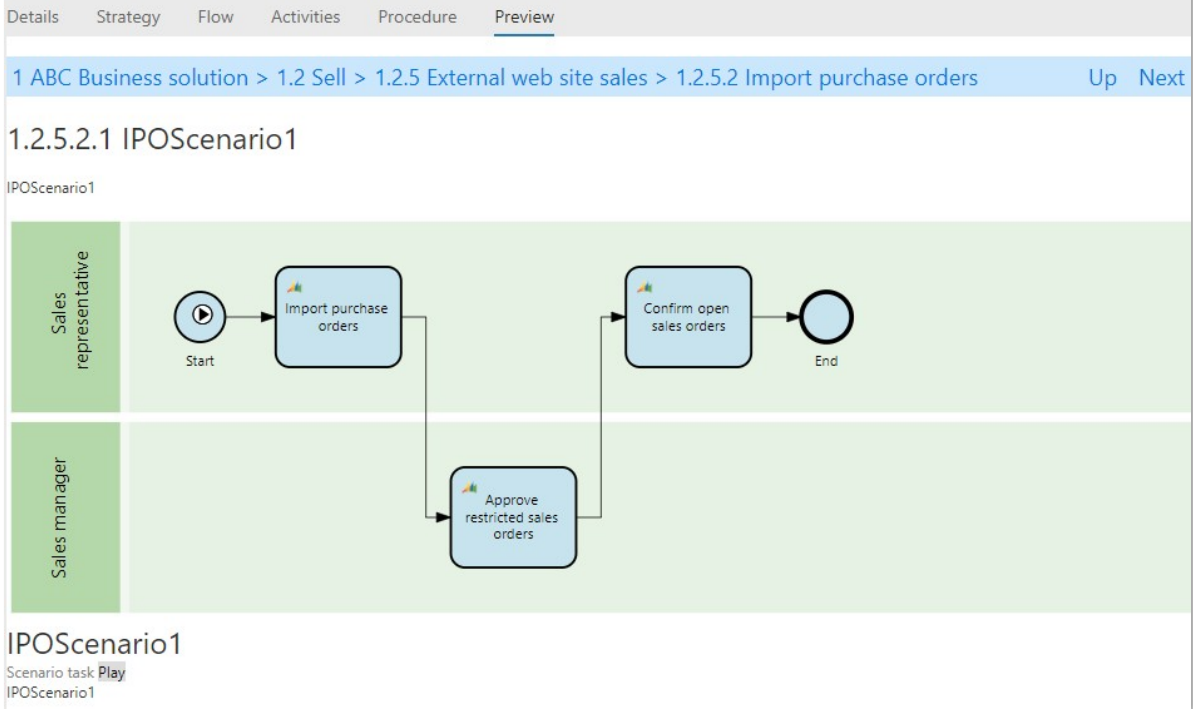 Details Strategy Flow Activities Procedure Preview
1 ABC Business solution > 1.2 Sell > 1.2.5 External web site sales > 1.2.5.2 Import purchase orders Up Next
1.2.5.2.1 IPOScenario1
IPOScenario1
Sales
representative
Start
Import purchase
orders
Confirm open
sales orders
End
Sales manager
Approve
restricted sales
orders
IPOScenario1
Scenario task Play
IPOScenario1